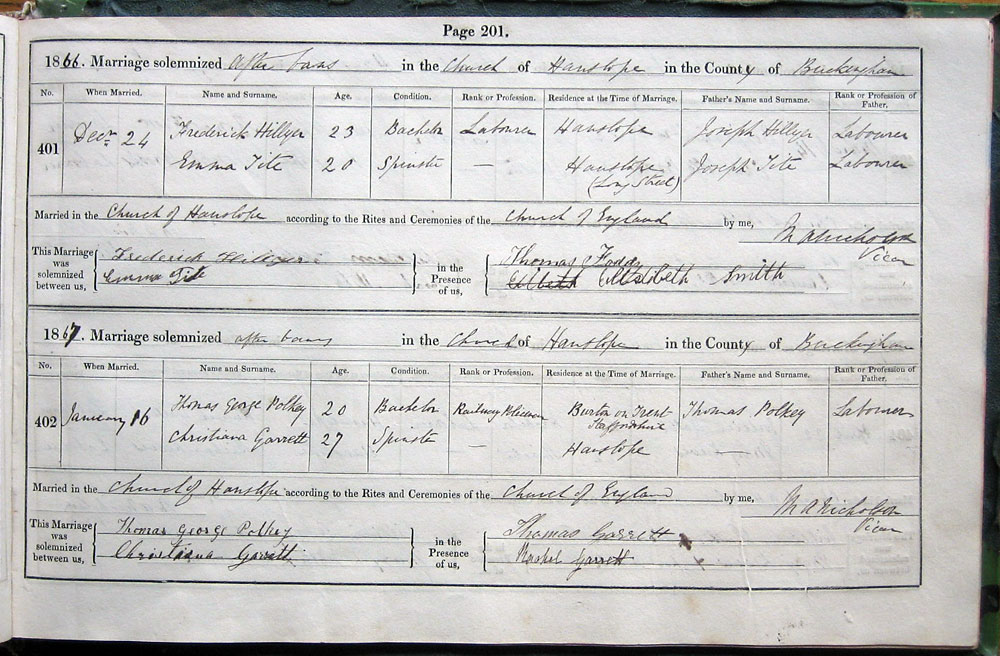 Page 201.
1866. Marriage solemnized after banns in the Church of Hanslope in the County of Buckingham
No. When Married. Name and Surname. Age. Condition. Rank or Profession. Residence at the Time of Marriage. Father's Name and Surname. Rank or Profession of Father.
401 Decr 24 Frederick Hillyer 23 Bachelor Labourer Hanslope Joseph Hillyer Labourer
Emma Tite 20 Spinster — Hanslope (Long Street) Joseph Tite Labourer
Married in the Church of Hanslope according to the Rites and Ceremonies of the Church of England by me, M A Nicholson
Vicar
This Marriage was solemnized between us, Frederick Hillyer in the Presence of us, Thomas
Emma Tite Elizabeth Smith
1867. Marriage solemnized after banns in the Church of Hanslope in the County of Buckingham
No. When Married. Name and Surname. Age. Condition. Rank or Profession. Residence at the Time of Marriage. Father's Name and Surname. Rank or Profession of Father.
402 January 16 Thomas George Polkey 20 Bachelor Railway Policeman Burton on Trent Staffordshire Thomas Polkey Labourer
Christiana Garrett 27 Spinster — Hanslope —
Married in the Church of Hanslope according to the Rites and Ceremonies of the Church of England by me, M A Nicholson
Vicar
This Marriage was solemnized between us, Thomas George Polkey in the Presence of us, Thomas Garrett
Christiana Garrett Rachel Garrett